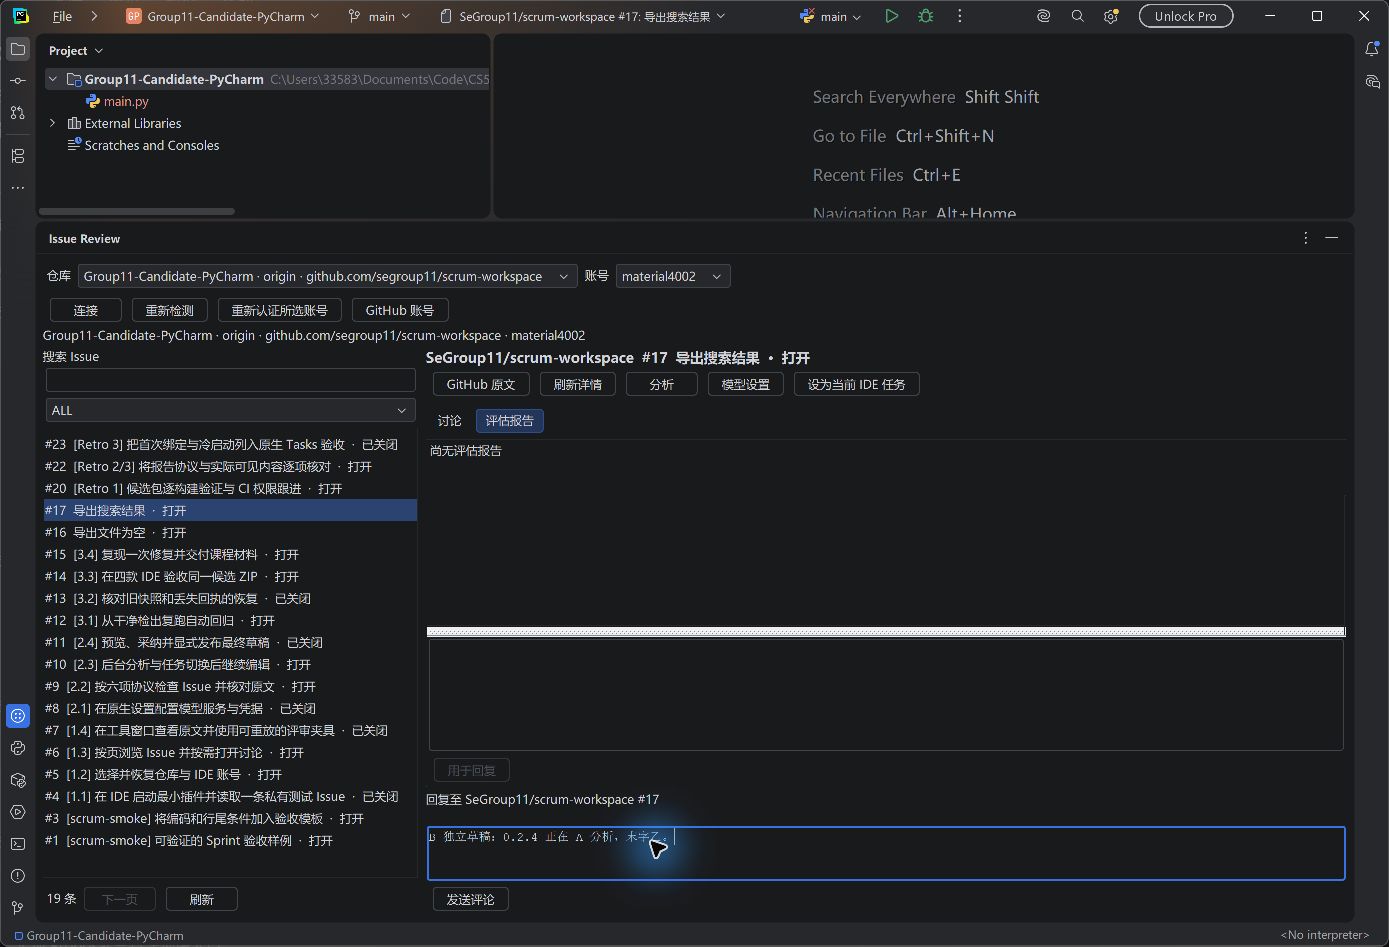 File
GP Group11-Candidate-PyCharm
main
SeGroup11/scrum-workspace #17: 导出搜索结果
main
Unlock Pro
Project
Group11-Candidate-PyCharm C:\Users\33583\Documents\Code\CS5
main.py
External Libraries
Scratches and Consoles
Search Everywhere Shift Shift
Go to File Ctrl+Shift+N
Recent Files Ctrl+E
Navigation Bar Alt+Home
Issue Review
仓库 Group11-Candidate-PyCharm · origin · github.com/segroup11/scrum-workspace 账号 material4002
连接 重新检测 重新认证所选账号 GitHub 账号
Group11-Candidate-PyCharm · origin · github.com/segroup11/scrum-workspace · material4002
搜索 Issue
ALL
#23 [Retro 3] 把首次绑定与冷启动列入原生 Tasks 验收 · 已关闭
#22 [Retro 2/3] 将报告协议与实际可见内容逐项核对 · 打开
#20 [Retro 1] 候选包逐构建验证与 CI 权限跟进 · 打开
#17 导出搜索结果 · 打开
#16 导出文件为空 · 打开
#15 [3.4] 复现一次修复并交付课程材料 · 打开
#14 [3.3] 在四款 IDE 验收同一候选 ZIP · 打开
#13 [3.2] 核对旧快照和丢失回执的恢复 · 已关闭
#12 [3.1] 从干净检出复跑自动回归 · 打开
#11 [2.4] 预览、采纳并显式发布最终草稿 · 已关闭
#10 [2.3] 后台分析与任务切换后继续编辑 · 打开
#9 [2.2] 按六项协议检查 Issue 并核对原文 · 打开
#8 [2.1] 在原生设置配置模型服务与凭据 · 已关闭
#7 [1.4] 在工具窗口查看原文并使用可重放的评审夹具 · 已关闭
#6 [1.3] 按页浏览 Issue 并按需打开讨论 · 打开
#5 [1.2] 选择并恢复仓库与 IDE 账号 · 打开
#4 [1.1] 在 IDE 启动最小插件并读取一条私有测试 Issue · 已关闭
#3 [scrum-smoke] 将编码和行尾条件加入验收模板 · 打开
#1 [scrum-smoke] 可验证的 Sprint 验收样例 · 打开
19 条 下一页 刷新
SeGroup11/scrum-workspace #17 导出搜索结果 • 打开
GitHub 原文 刷新详情 分析 模型设置 设为当前 IDE 任务
讨论 评估报告
尚无评估报告
用于回复
回复至 SeGroup11/scrum-workspace #17
B 独立草稿：0.2.4 正在 A 分析，末字乙。
发送评论
Group11-Candidate-PyCharm
<No interpreter>